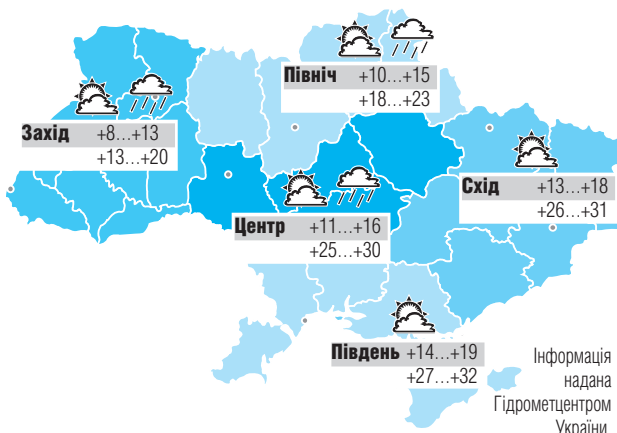 Північ +10...+15
+18...+23
Захід +8...+13
+13...+20
Схід +13...+18
+26...+31
Центр +11...+16
+25...+30
Південь +14...+19
+27...+32
Інформація
надана
Гідрометцентром
України.